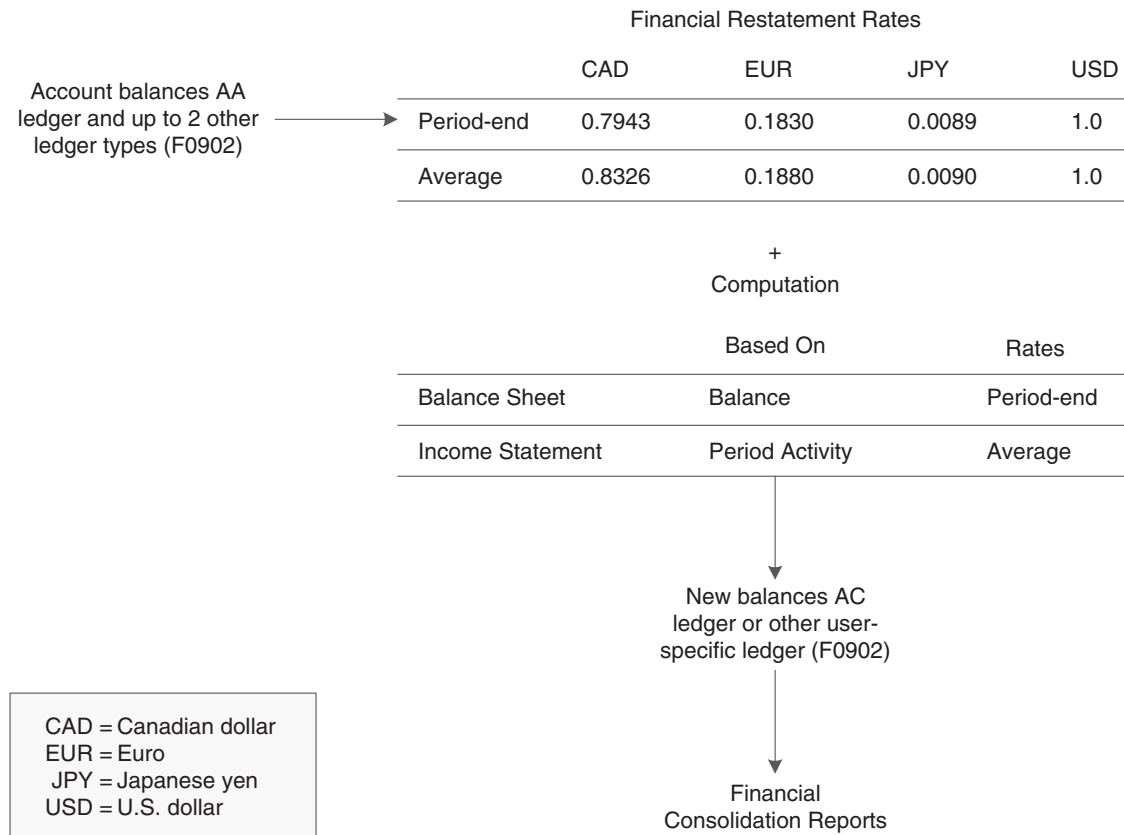 Financial Restatement Rates
CAD EUR JPY USD
Account balances AA
ledger and up to 2 other
ledger types (F0902)
Period-end 0.7943 0.1830 0.0089 1.0
Average 0.8326 0.1880 0.0090 1.0
+
Computation
Based On Rates
Balance Sheet Balance Period-end
Income Statement Period Activity Average
New balances AC
ledger or other user-
specific ledger (F0902)
CAD = Canadian dollar
EUR = Euro
JPY = Japanese yen
USD = U.S. dollar
Financial
Consolidation Reports